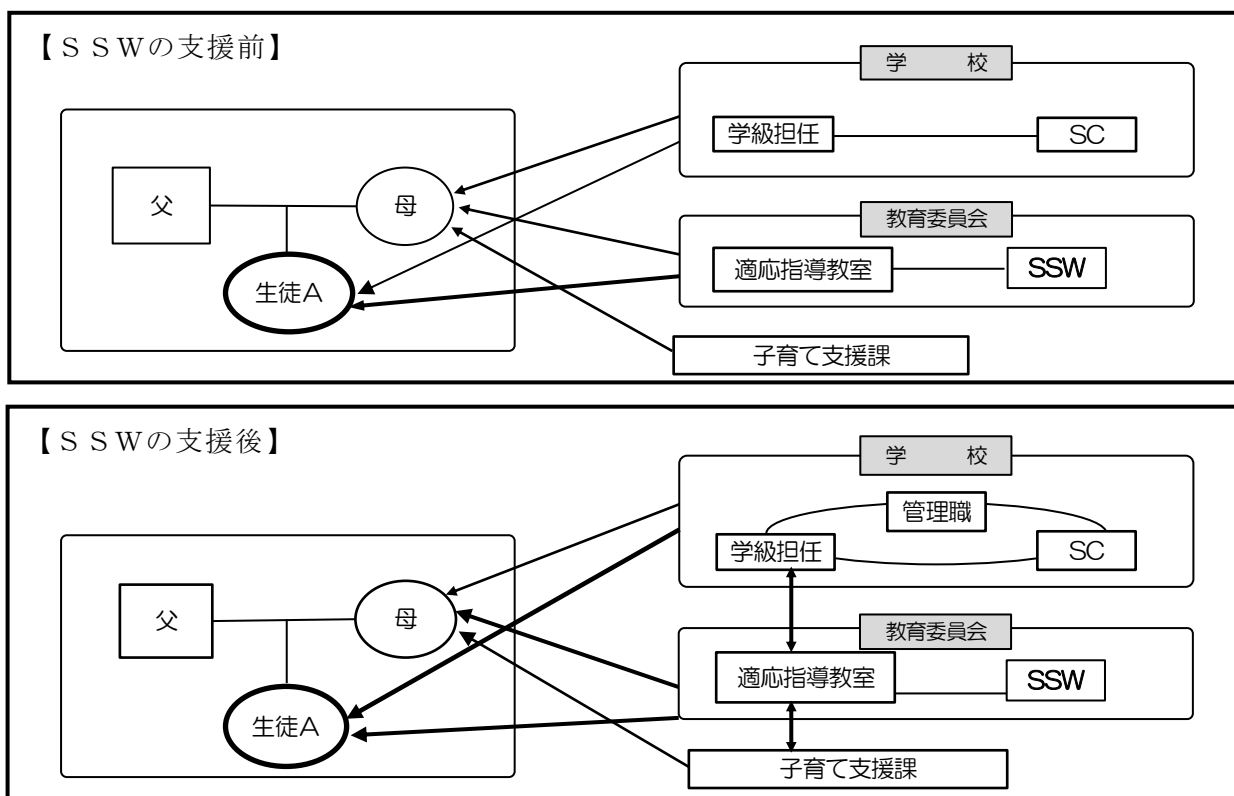 【ＳＳＷの支援前】
学　　校
学級担任
SC
父
母
教育委員会
適応指導教室
SSW
生徒A
子育て支援課
【ＳＳＷの支援後】
学　　校
管理職
学級担任
SC
父
母
教育委員会
適応指導教室
SSW
生徒A
子育て支援課